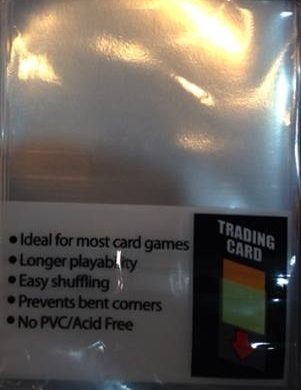 • Ideal for most card games
• Longer playability
• Easy shuffling
• Prevents bent corners
• No PVC/Acid Free
TRADING
CARD